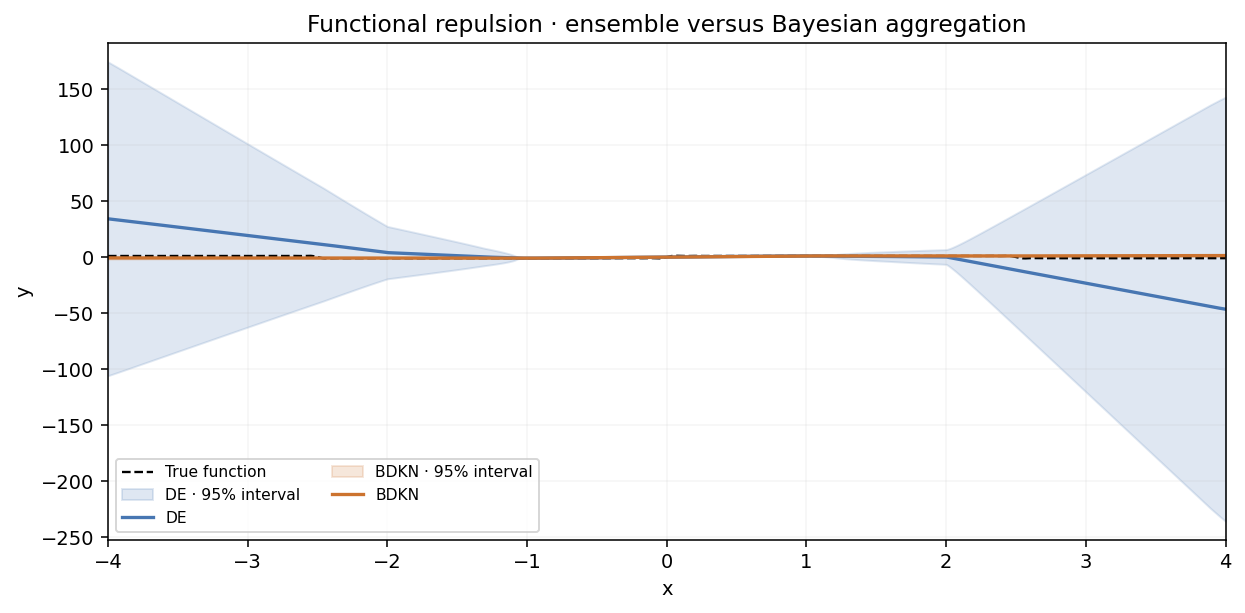 Functional repulsion · ensemble versus Bayesian aggregation
y
150
100
50
0
−50
−100
−150
−200
−250
True function
DE · 95% interval
DE
BDKN · 95% interval
BDKN
−4
−3
−2
−1
0
1
2
3
4
x